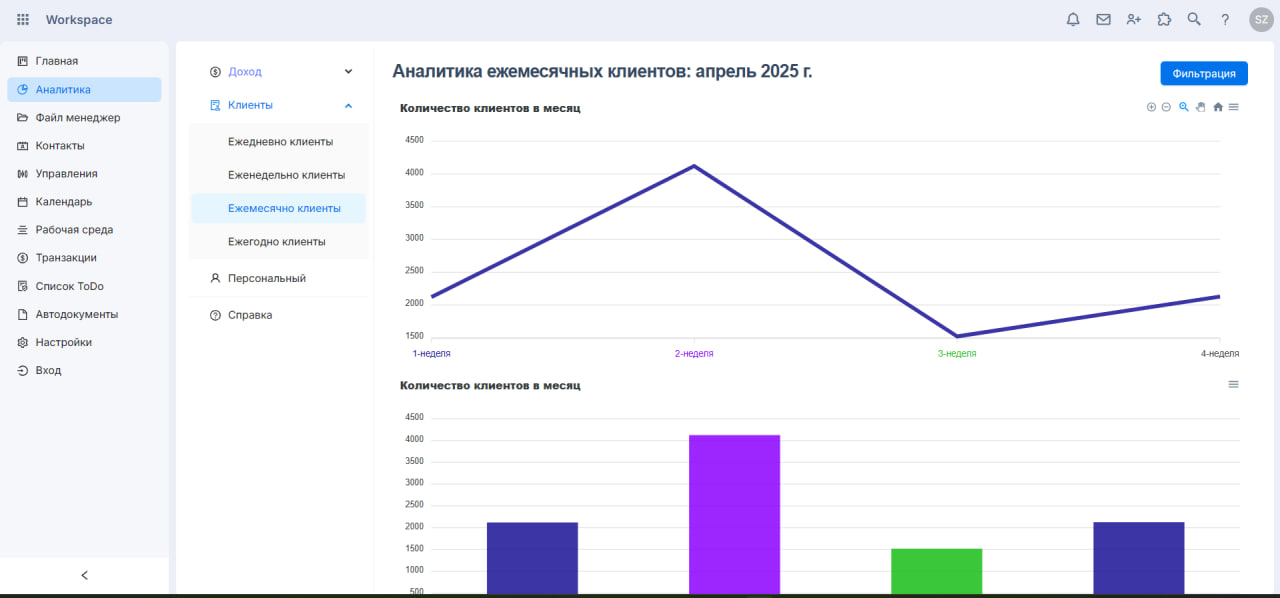 Workspace
?
SZ
Главная
Аналитика
Файл менеджер
Контакты
Управления
Календарь
Рабочая среда
Транзакции
Список ToDo
Автодокументы
Настройки
Вход
Доход
Клиенты
Ежедневно клиенты
Еженедельно клиенты
Ежемесячно клиенты
Ежегодно клиенты
Персональный
Справка
Аналитика ежемесячных клиентов: апрель 2025 г.
Фильтрация
Количество клиентов в месяц
4500
4000
3500
3000
2500
2000
1500
1-неделя 2-неделя 3-неделя 4-неделя
Количество клиентов в месяц
4500
4000
3500
3000
2500
2000
1500
1000
500